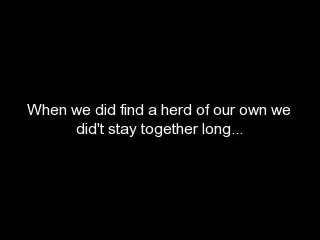 When we did find a herd of our own we
did't stay together long...